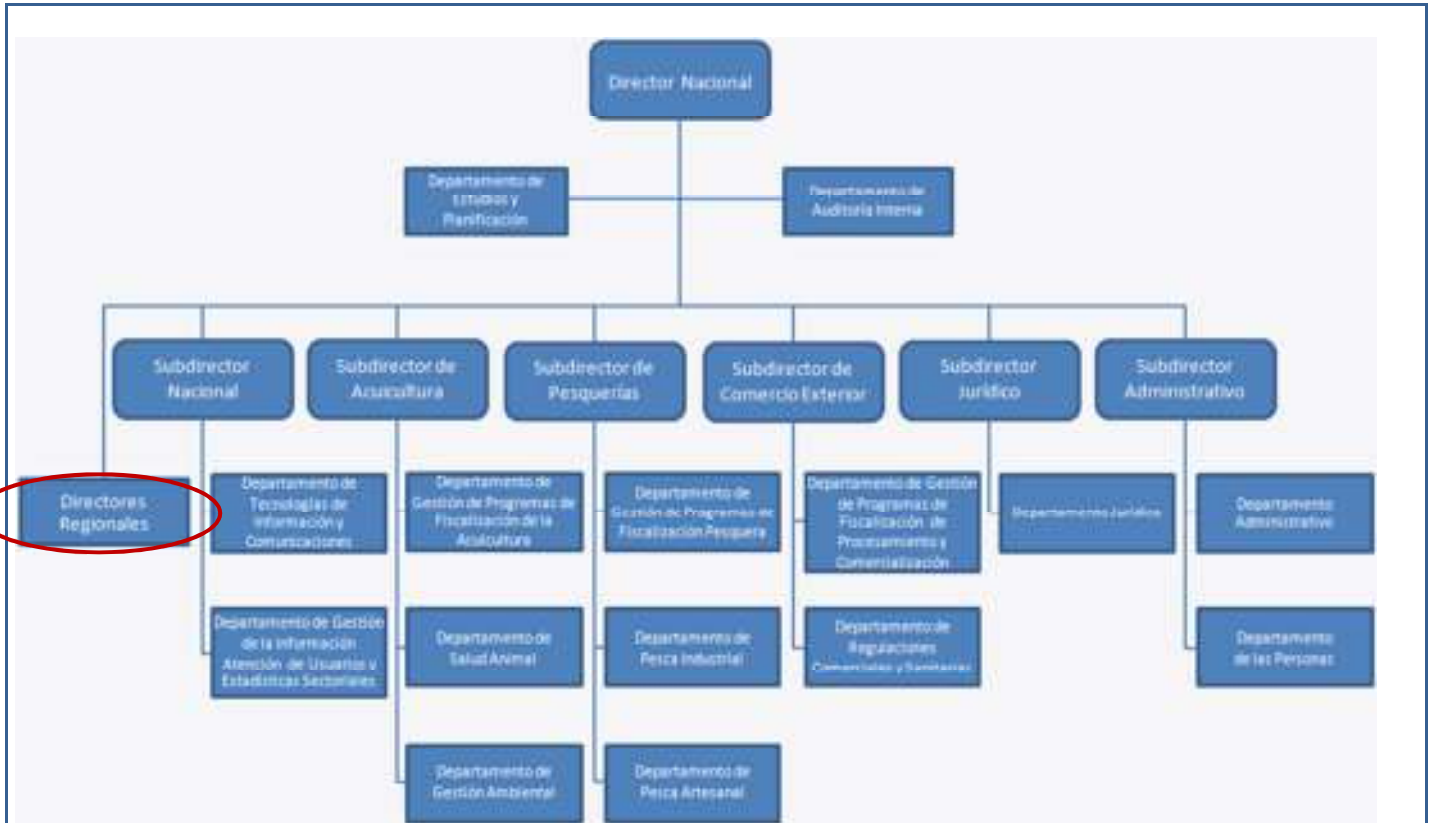 Director Nacional
Departamento de
Estudios y
Planificación
Departamento de
Auditoría Interna
Subdirector
Nacional
Subdirector de
Acuicultura
Subdirector de
Pesquerías
Subdirector de
Comercio Exterior
Subdirector
Jurídico
Subdirector
Administrativo
Directores
Regionales
Departamento de
Tecnologías de
Información y
Comunicaciones
Departamento de
Gestión de Programas de
Fiscalización de la
Acuicultura
Departamento de
Gestión de Programas de
Fiscalización Pesquera
Departamento de Gestión
de Programas de
Fiscalización de
Procesamiento y
Comercialización
Departamento Jurídico
Departamento
Administrativo
Departamento de Gestión
de la Información
Atención de Usuarios y
Estadísticas Sectoriales
Departamento de
Salud Animal
Departamento de
Pesca Industrial
Departamento de
Regulaciones
Comerciales y Sanitarias
Departamento
de las Personas
Departamento de
Gestión Ambiental
Departamento de
Pesca Artesanal